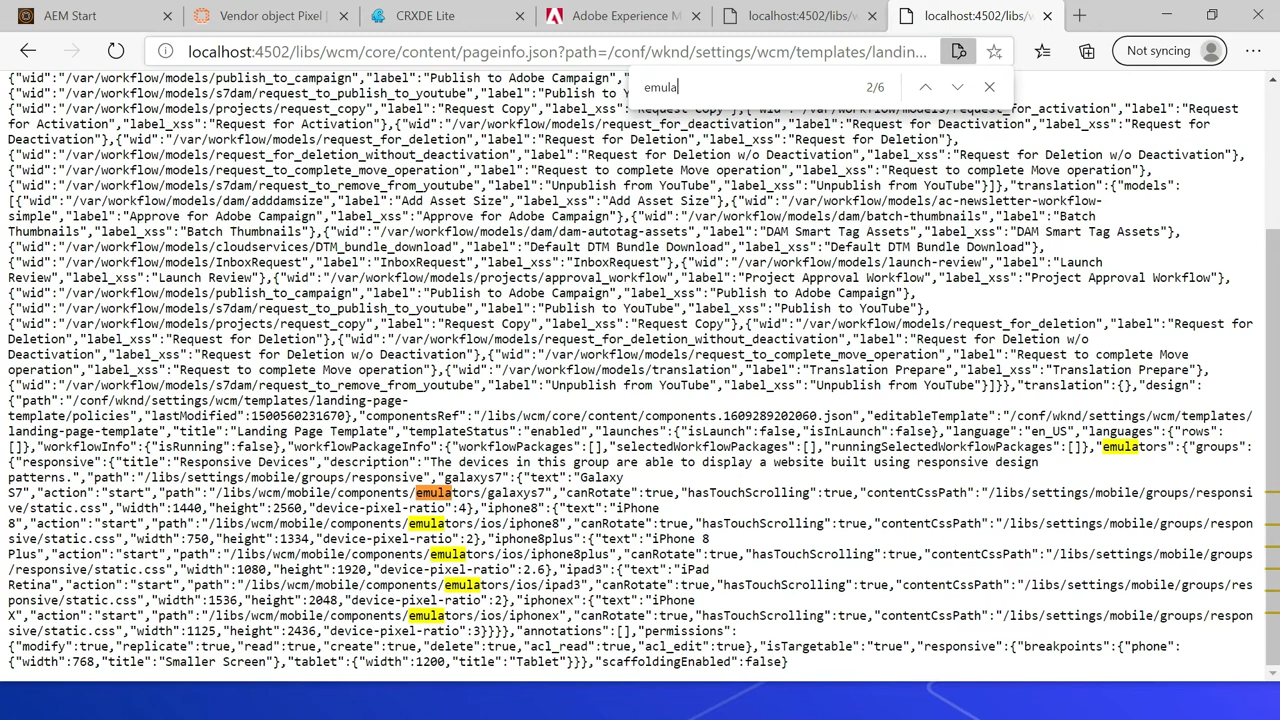 AEM Start
Vendor object Pixel |
CRXDE Lite
Adobe Experience M
localhost:4502/libs/w
localhost:4502/libs/w
localhost:4502/libs/wcm/core/content/pageinfo.json?path=/conf/wknd/settings/wcm/templates/landin...
Not syncing
emula
2/6
{"wid":"/var/workflow/models/publish_to_campaign","label":"Publish to Adobe Campaign","label_xss":"Publish to Adobe Campaign"},
{"wid":"/var/workflow/models/s7dam/request_to_publish_to_youtube","label":"Publish to Y
{"wid":"/var/workflow/models/projects/request_copy","label":"Request Copy","label_xss":"Request Copy"},{"wid":"/var/workflow/models/request_for_activation","label":"Request
for Activation","label_xss":"Request for Activation"},{"wid":"/var/workflow/models/request_for_deactivation","label":"Request for Deactivation","label_xss":"Request for
Deactivation"},{"wid":"/var/workflow/models/request_for_deletion","label":"Request for Deletion","label_xss":"Request for Deletion"},
{"wid":"/var/workflow/models/request_for_deletion_without_deactivation","label":"Request for Deletion w/o Deactivation","label_xss":"Request for Deletion w/o Deactivation"},
{"wid":"/var/workflow/models/request_to_complete_move_operation","label":"Request to complete Move operation","label_xss":"Request to complete Move operation"},
{"wid":"/var/workflow/models/s7dam/request_to_remove_from_youtube","label":"Unpublish from YouTube","label_xss":"Unpublish from YouTube"}]},"translation":{"models":
[{"wid":"/var/workflow/models/dam/adddamsize","label":"Add Asset Size","label_xss":"Add Asset Size"},{"wid":"/var/workflow/models/ac-newsletter-workflow-
simple","label":"Approve for Adobe Campaign","label_xss":"Approve for Adobe Campaign"},{"wid":"/var/workflow/models/dam/batch-thumbnails","label":"Batch
Thumbnails","label_xss":"Batch Thumbnails"},{"wid":"/var/workflow/models/dam/dam-autotag-assets","label":"DAM Smart Tag Assets","label_xss":"DAM Smart Tag Assets"},
{"wid":"/var/workflow/models/cloudservices/DTM_bundle_download","label":"Default DTM Bundle Download","label_xss":"Default DTM Bundle Download"},
{"wid":"/var/workflow/models/InboxRequest","label":"InboxRequest","label_xss":"InboxRequest"},{"wid":"/var/workflow/models/launch-review","label":"Launch
Review","label_xss":"Launch Review"},{"wid":"/var/workflow/models/projects/approval_workflow","label":"Project Approval Workflow","label_xss":"Project Approval Workflow"},
{"wid":"/var/workflow/models/publish_to_campaign","label":"Publish to Adobe Campaign","label_xss":"Publish to Adobe Campaign"},
{"wid":"/var/workflow/models/s7dam/request_to_publish_to_youtube","label":"Publish to YouTube","label_xss":"Publish to YouTube"},
{"wid":"/var/workflow/models/projects/request_copy","label":"Request Copy","label_xss":"Request Copy"},{"wid":"/var/workflow/models/request_for_deletion","label":"Request for
Deletion","label_xss":"Request for Deletion"},{"wid":"/var/workflow/models/request_for_deletion_without_deactivation","label":"Request for Deletion w/o
Deactivation","label_xss":"Request for Deletion w/o Deactivation"},{"wid":"/var/workflow/models/request_to_complete_move_operation","label":"Request to complete Move
operation","label_xss":"Request to complete Move operation"},{"wid":"/var/workflow/models/translation","label":"Translation Prepare","label_xss":"Translation Prepare"},
{"wid":"/var/workflow/models/s7dam/request_to_remove_from_youtube","label":"Unpublish from YouTube","label_xss":"Unpublish from YouTube"}]}},"translation":{},"design":
{"path":"/conf/wknd/settings/wcm/templates/landing-page-
template/policies","lastModified":1500560231670},"componentsRef":"/libs/wcm/core/content/components.1609289202060.json","editableTemplate":"/conf/wknd/settings/wcm/templates/
landing-page-template","title":"Landing Page Template","templateStatus":"enabled","launches":{"isLaunch":false,"isInLaunch":false},"language":"en_US","languages":{"rows":
[]},"workflowInfo":{"isRunning":false},"workflowPackageInfo":{"workflowPackages":[],"selectedWorkflowPackages":[],"runningSelectedWorkflowPackages":[]},"emulators":{"groups":
{"responsive":{"title":"Responsive Devices","description":"The devices in this group are able to display a website built using responsive design
patterns.","path":"/libs/settings/mobile/groups/responsive","galaxys7":{"text":"Galaxy
S7","action":"start","path":"/libs/wcm/mobile/components/emulators/galaxys7","canRotate":true,"hasTouchScrolling":true,"contentCssPath":"/libs/settings/mobile/groups/responsi
ve/static.css","width":1440,"height":2560,"device-pixel-ratio":4},"iphone8":{"text":"iPhone
8","action":"start","path":"/libs/wcm/mobile/components/emulators/ios/iphone8","canRotate":true,"hasTouchScrolling":true,"contentCssPath":"/libs/settings/mobile/groups/respon
sive/static.css","width":750,"height":1334,"device-pixel-ratio":2},"iphone8plus":{"text":"iPhone 8
Plus","action":"start","path":"/libs/wcm/mobile/components/emulators/ios/iphone8plus","canRotate":true,"hasTouchScrolling":true,"contentCssPath":"/libs/settings/mobile/groups
/responsive/static.css","width":1080,"height":1920,"device-pixel-ratio":2.6},"ipad3":{"text":"iPad
Retina","action":"start","path":"/libs/wcm/mobile/components/emulators/ios/ipad3","canRotate":true,"hasTouchScrolling":true,"contentCssPath":"/libs/settings/mobile/groups/res
ponsive/static.css","width":1536,"height":2048,"device-pixel-ratio":2},"iphonex":{"text":"iPhone
X","action":"start","path":"/libs/wcm/mobile/components/emulators/ios/iphonex","canRotate":true,"hasTouchScrolling":true,"contentCssPath":"/libs/settings/mobile/groups/respon
sive/static.css","width":1125,"height":2436,"device-pixel-ratio":3}}}},"annotations":[],"permissions":
{"modify":true,"replicate":true,"read":true,"create":true,"delete":true,"acl_read":true,"acl_edit":true},"isTargetable":"true","responsive":{"breakpoints":{"phone":
{"width":768,"title":"Smaller Screen"},"tablet":{"width":1200,"title":"Tablet"}}},"scaffoldingEnabled":false}